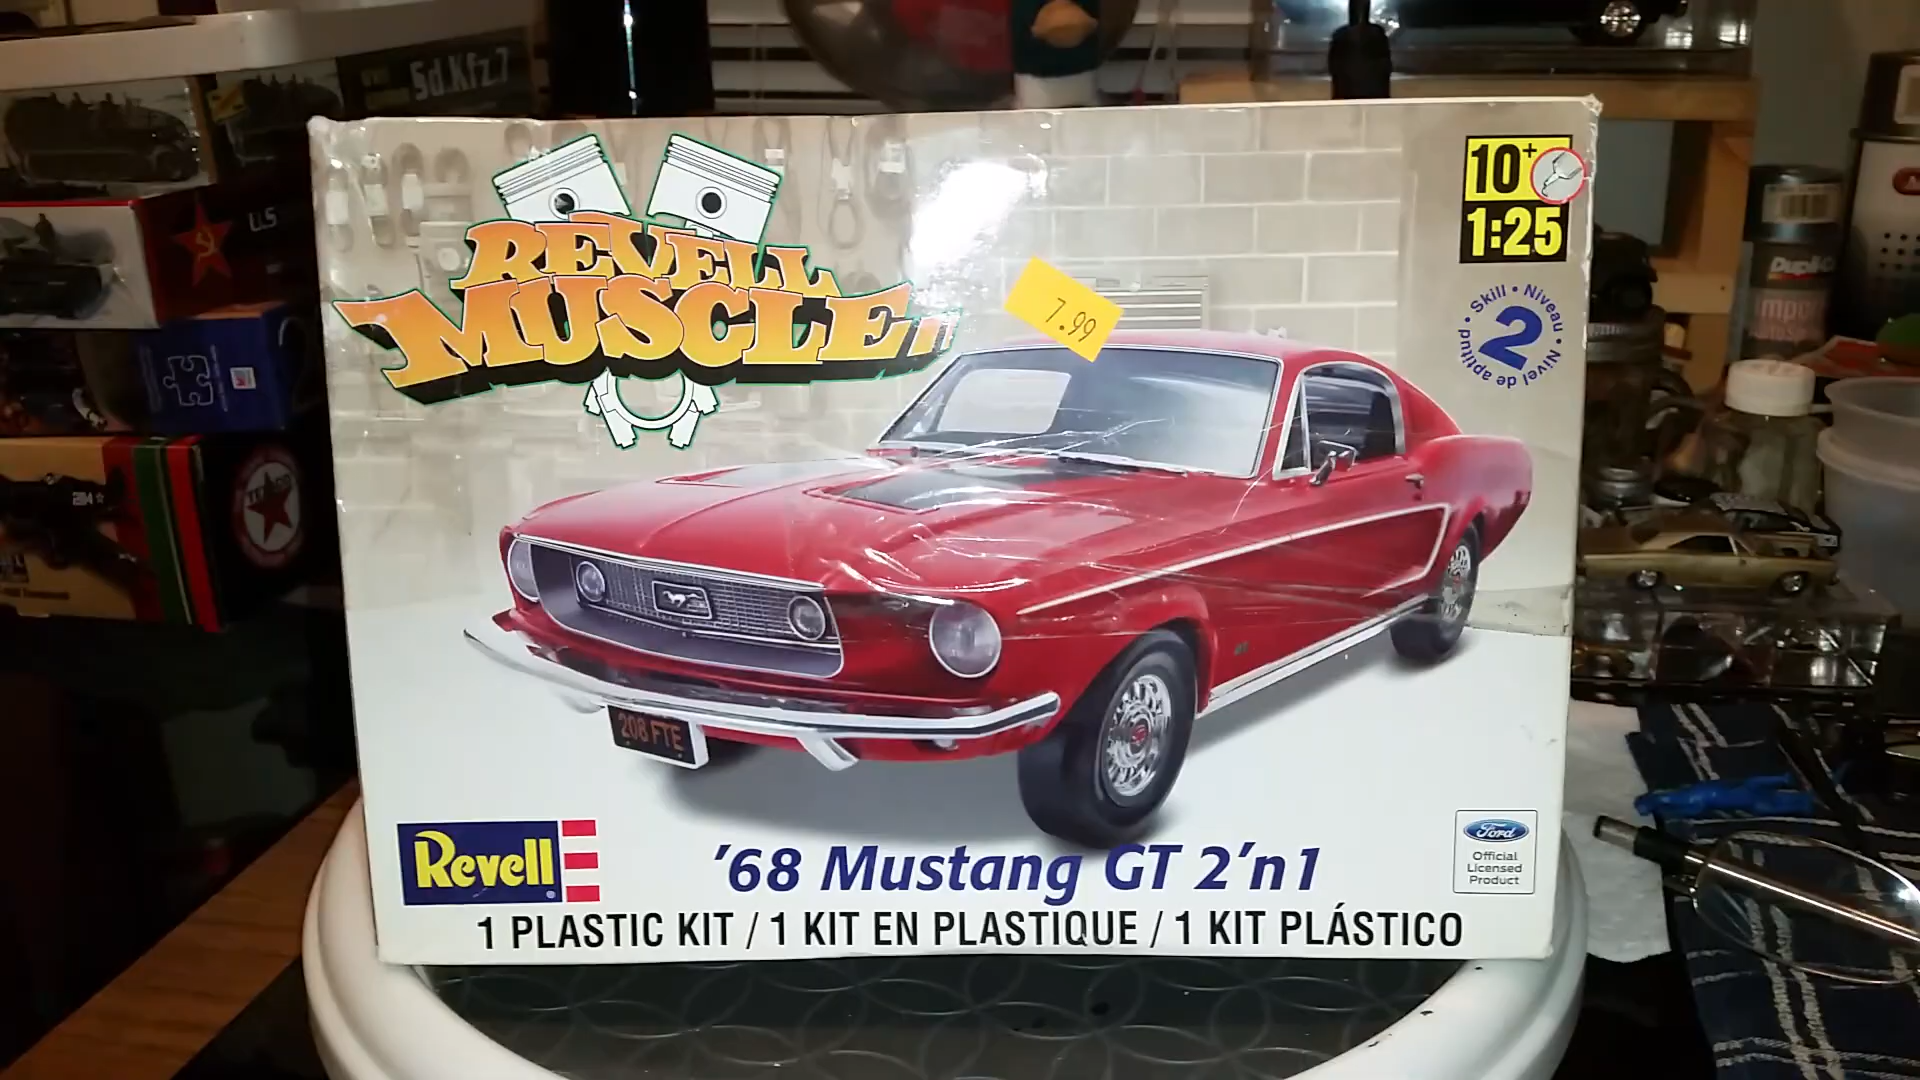 Sd.Kfz.7
REVELL
MUSCLE
10+
1:25
Skill • Niveau • Nivel de aptitud •
2
7.99
208 FTE
Revell
'68 Mustang GT 2'n1
1 PLASTIC KIT / 1 KIT EN PLASTIQUE / 1 KIT PLÁSTICO
Ford
Official
Licensed
Product
U.S
TEXACO
Dupli-C